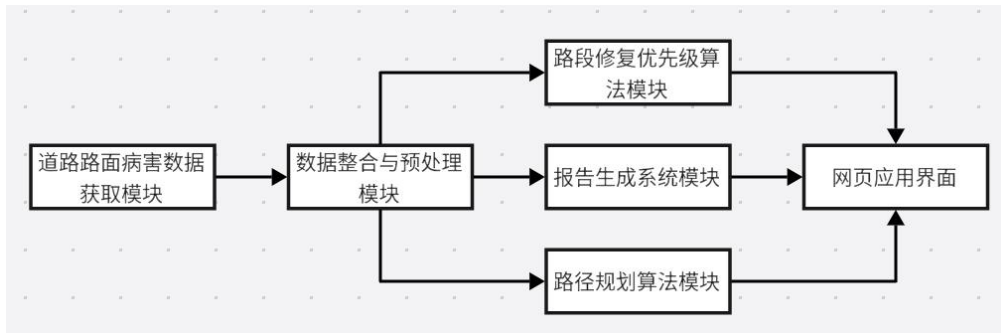 道路路面病害数据
获取模块
数据整合与预处理
模块
路段修复优先级算
法模块
报告生成系统模块
路径规划算法模块
网页应用界面